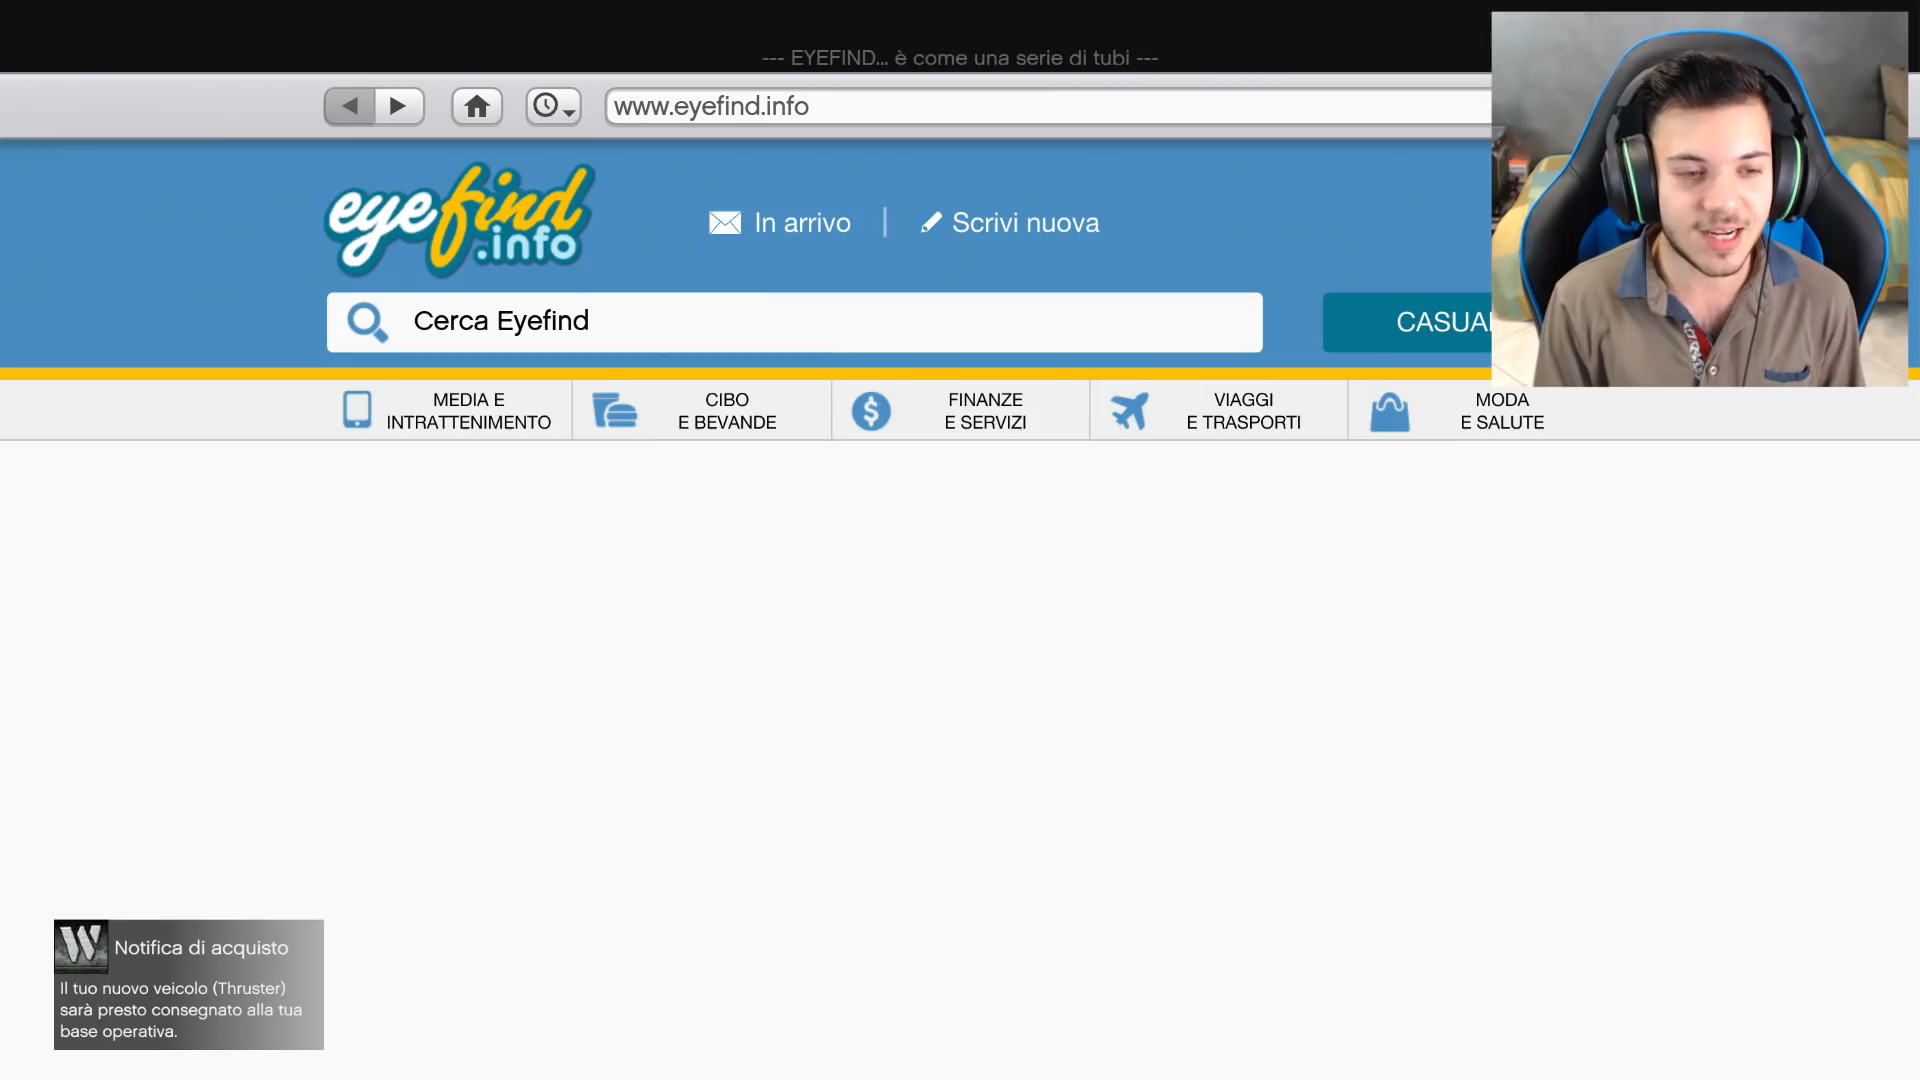 --- EYEFIND... è come una serie di tubi ---
www.eyefind.info
eyefind
.info
In arrivo
Scrivi nuova
Cerca Eyefind
MEDIA E
INTRATTENIMENTO
CIBO
E BEVANDE
FINANZE
E SERVIZI
VIAGGI
E TRASPORTI
MODA
E SALUTE
Notifica di acquisto
Il tuo nuovo veicolo (Thruster)
sarà presto consegnato alla tua
base operativa.